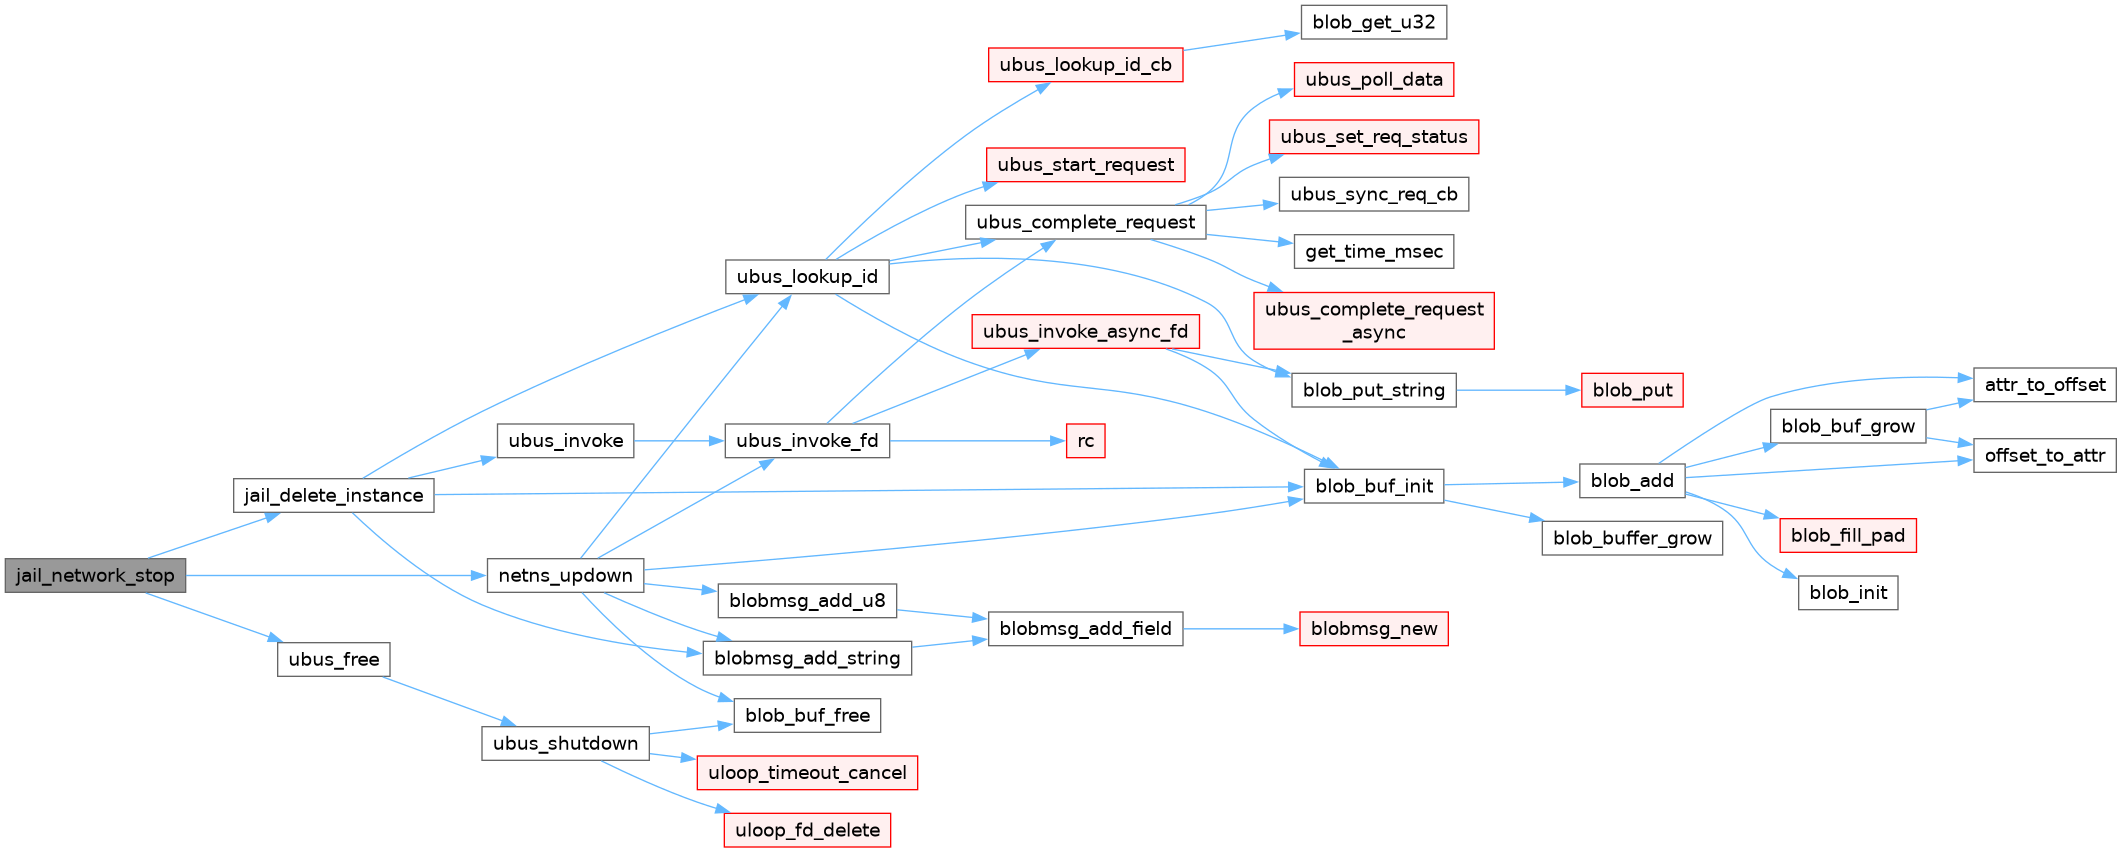 blob_get_u32
ubus_lookup_id_cb
ubus_poll_data
ubus_set_req_status
ubus_start_request
ubus_sync_req_cb
ubus_complete_request
get_time_msec
ubus_lookup_id
ubus_complete_request
_async
ubus_invoke_async_fd
attr_to_offset
blob_put_string
blob_put
blob_buf_grow
ubus_invoke
ubus_invoke_fd
rc
offset_to_attr
blob_add
blob_buf_init
jail_delete_instance
blob_fill_pad
blob_buffer_grow
jail_network_stop
netns_updown
blob_init
blobmsg_add_u8
blobmsg_add_field
blobmsg_new
ubus_free
blobmsg_add_string
blob_buf_free
ubus_shutdown
uloop_timeout_cancel
uloop_fd_delete